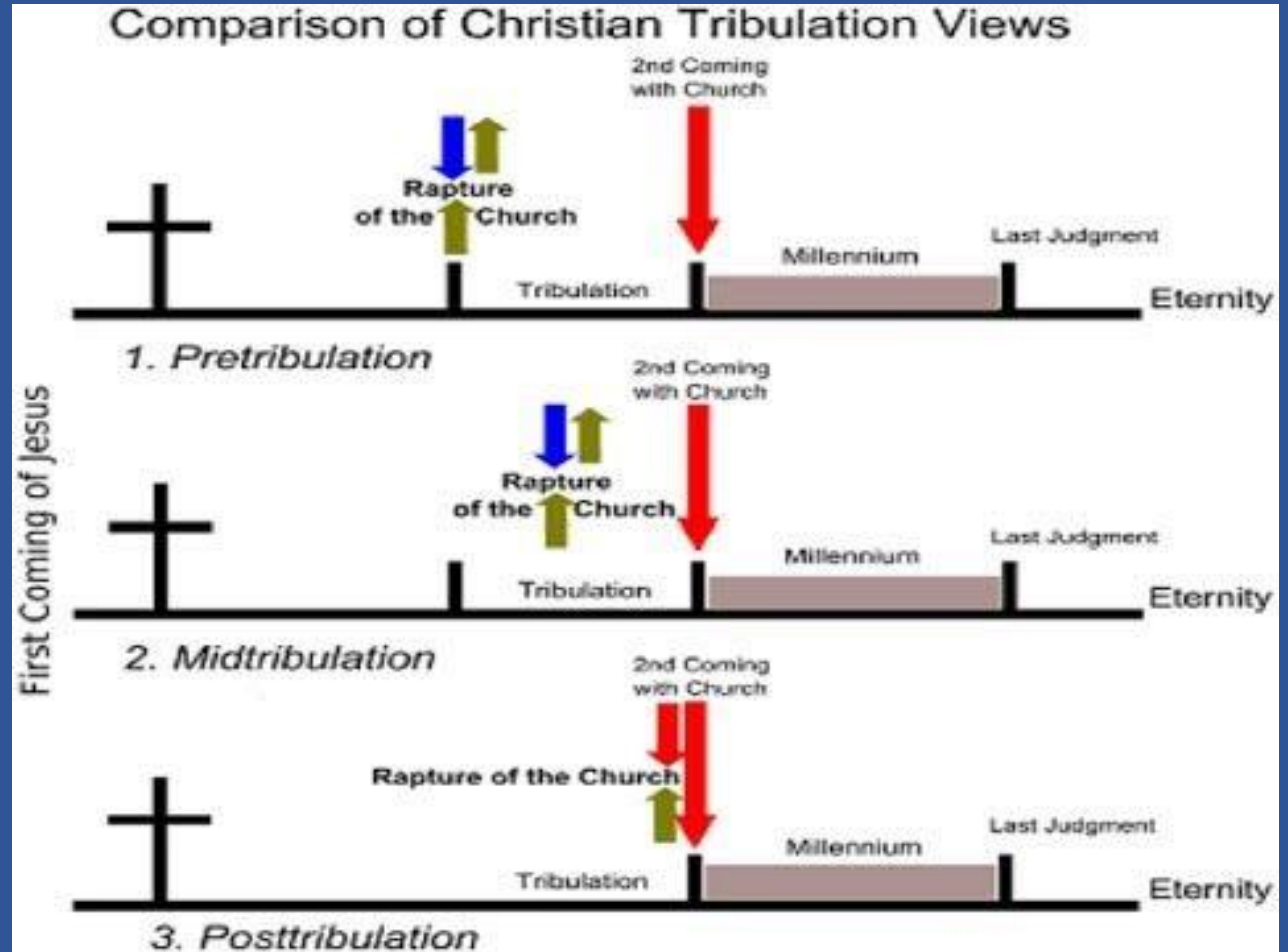 Comparison of Christian Tribulation Views
First Coming of Jesus
2nd Coming
with Church
Rapture
of the Church
Last Judgment
Millennium
Tribulation
Eternity
1. Pretribulation
2nd Coming
with Church
Rapture
of the Church
Last Judgment
Millennium
Tribulation
Eternity
2. Midtribulation
2nd Coming
with Church
Rapture of the Church
Last Judgment
Millennium
Tribulation
Eternity
3. Posttribulation